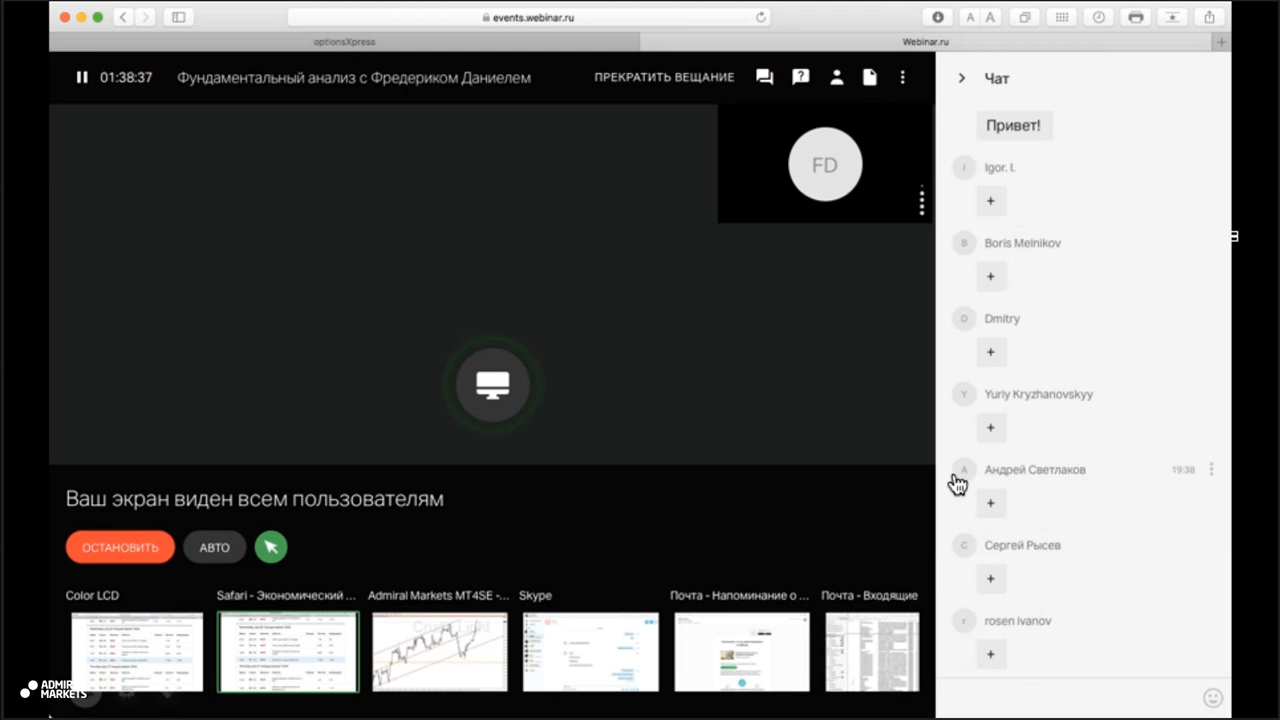 events.webinar.ru
A A
optionsXpress
Webinar.ru
01:38:37
Фундаментальный анализ с Фредериком Даниелем
ПРЕКРАТИТЬ ВЕЩАНИЕ
Чат
Привет!
FD
I
Igor. I.
+
B
Boris Melnikov
+
D
Dmitry
+
Y
Yuriy Kryzhanovskyy
+
А
Андрей Светлаков
19:38
+
С
Сергей Рысев
+
r
rosen ivanov
+
Ваш экран виден всем пользователям
ОСТАНОВИТЬ
АВТО
Color LCD
Safari - Экономический ...
Admiral Markets MT4SE -...
Skype
Почта - Напоминание о ...
Почта - Входящие